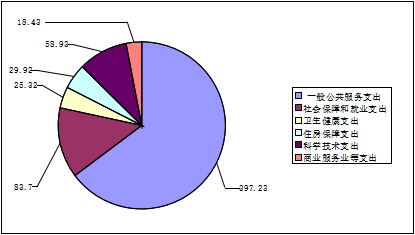 18.43
58.93
29.92
25.32
83.7
397.23
一般公共服务支出
社会保障和就业支出
卫生健康支出
住房保障支出
科学技术支出
商业服务业等支出